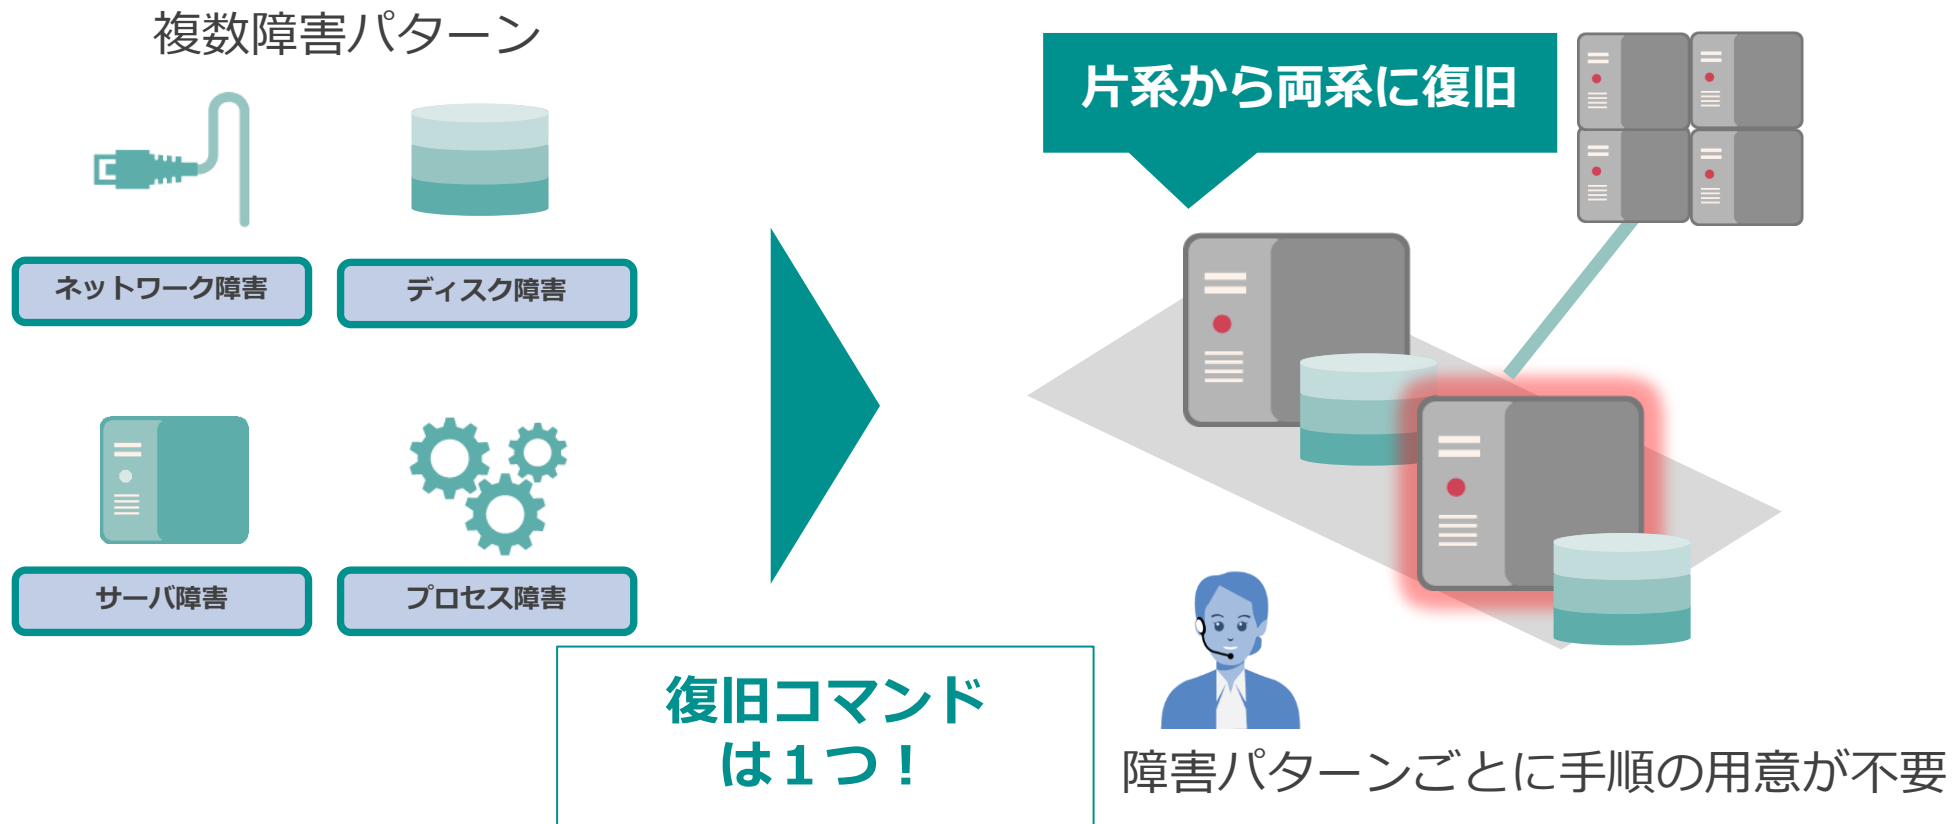 複数障害パターン
片系から両系に復旧
ネットワーク障害
ディスク障害
サーバ障害
プロセス障害
復旧コマンド
は１つ！
障害パターンごとに手順の用意が不要